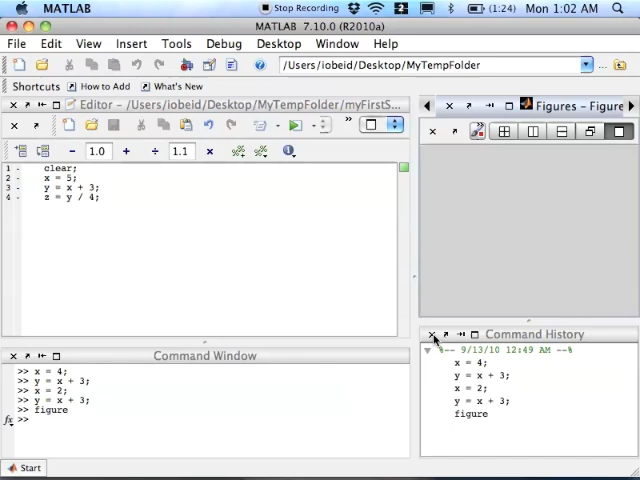 MATLAB
Stop Recording
2
(1:24)
Mon 1:02 AM
MATLAB 7.10.0 (R2010a)
File Edit View Insert Tools Debug Desktop Window Help
/Users/iobeid/Desktop/MyTempFolder
...
Shortcuts How to Add What's New
Editor – /Users/iobeid/Desktop/MyTempFolder/myFirstS...
Figures – Figure
− 1.0 + ÷ 1.1 ×
1 - clear;
2 - x = 5;
3 - y = x + 3;
4 - z = y / 4;
Command Window
>> x = 4;
>> y = x + 3;
>> x = 2;
>> y = x + 3;
>> figure
fx >>
Command History
%-- 9/13/10 12:49 AM --%
x = 4;
y = x + 3;
x = 2;
y = x + 3;
figure
Start